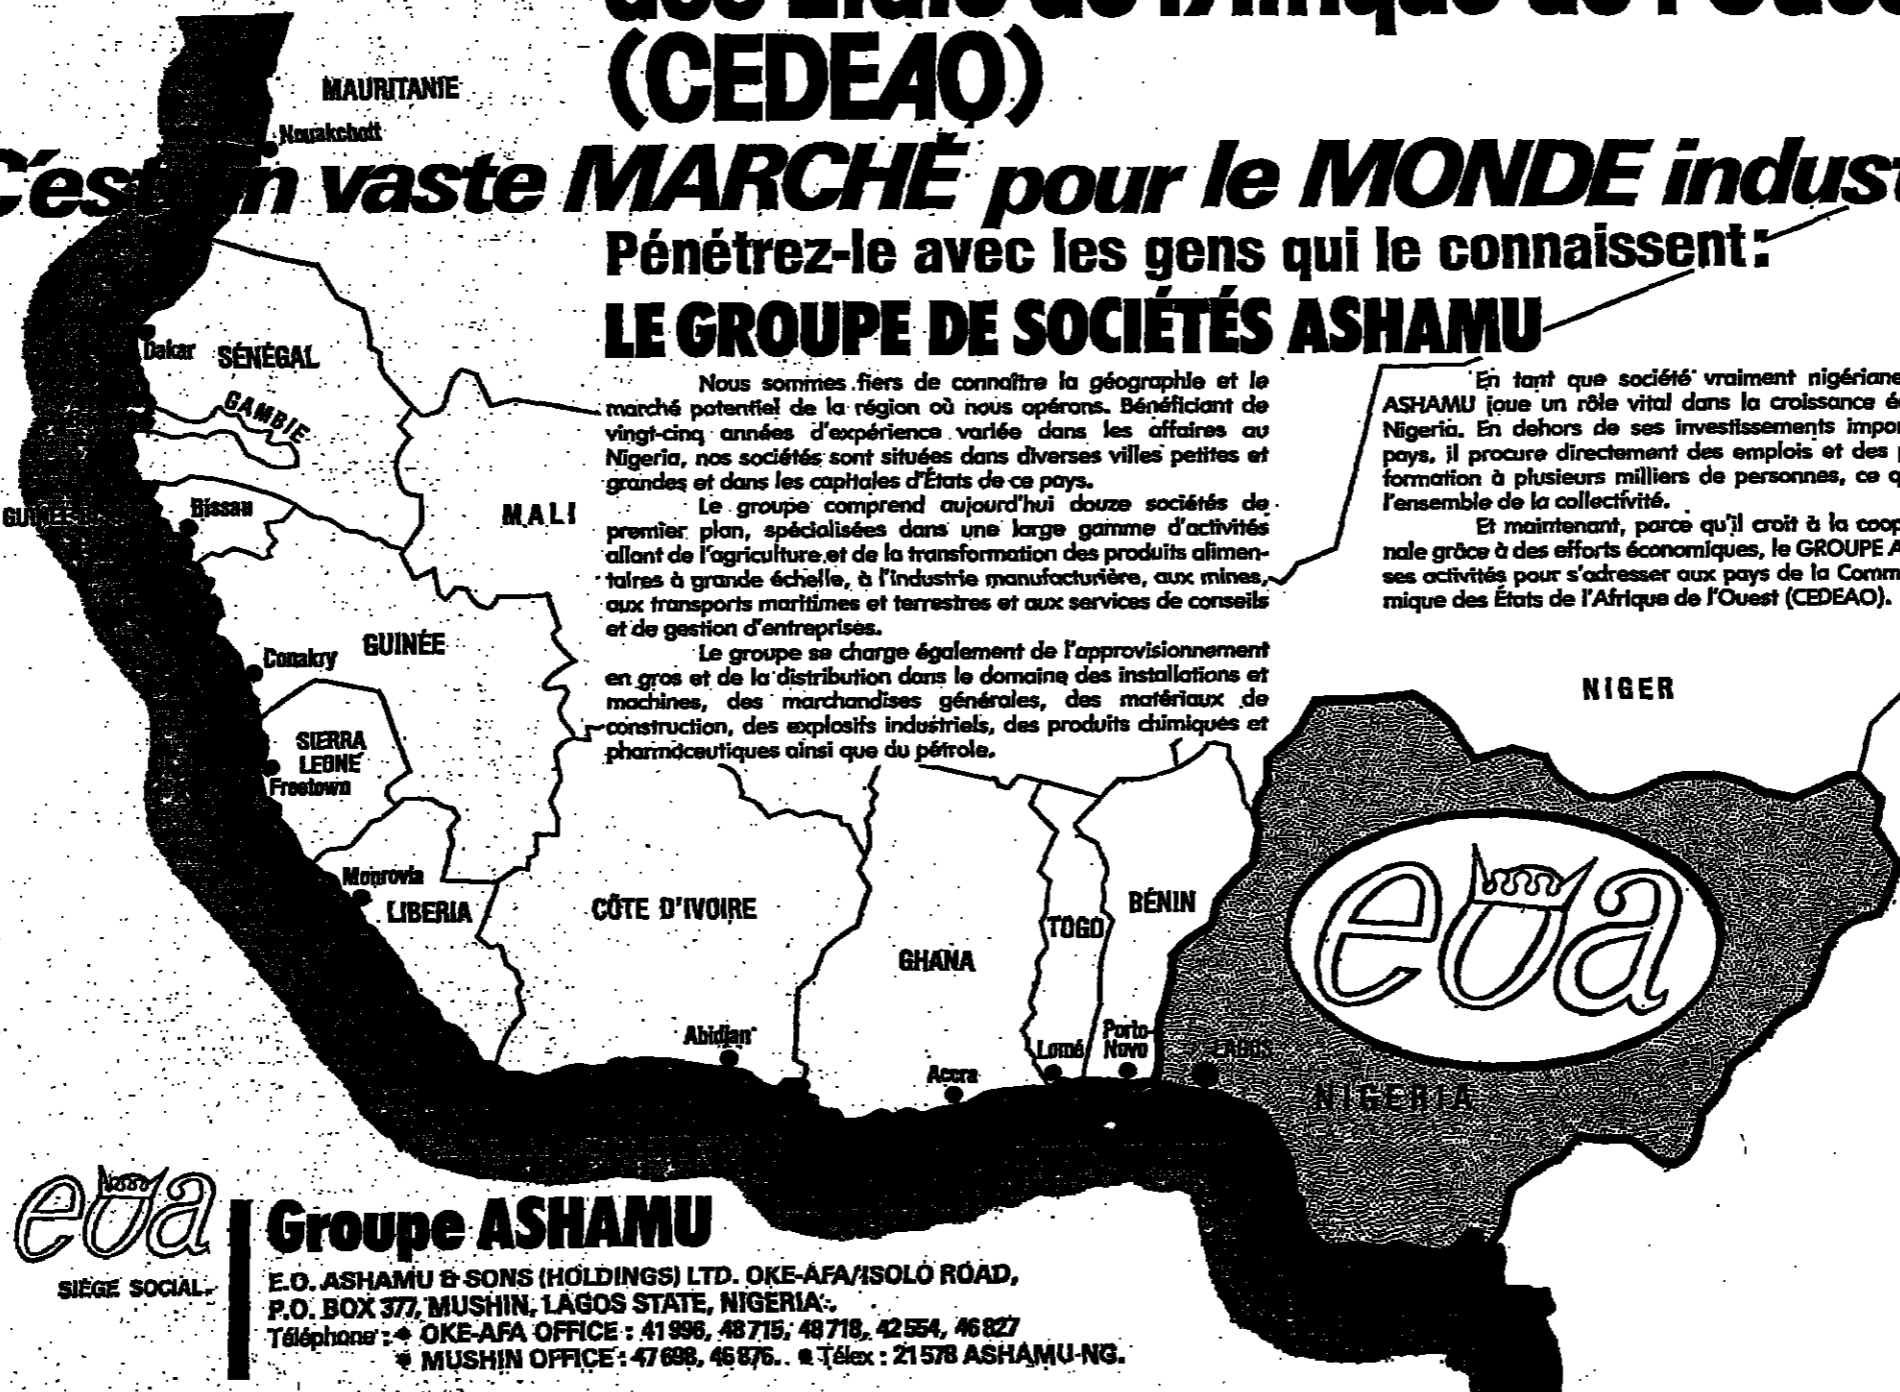 (CEDEAO)
C'est un vaste MARCHÉ pour le MONDE indust
Pénétrez-le avec les gens qui le connaissent :
LE GROUPE DE SOCIÉTÉS ASHAMU
Nous sommes fiers de connaître la géographie et le
marché potentiel de la région où nous opérons. Bénéficiant de
vingt-cinq années d'expérience variée dans les affaires au
Nigeria, nos sociétés sont situées dans diverses villes petites et
grandes et dans les capitales d'États de ce pays.
Le groupe comprend aujourd'hui douze sociétés de
premier plan, spécialisées dans une large gamme d'activités
allant de l'agriculture et de la transformation des produits alimen-
taires à grande échelle, à l'industrie manufacturière, aux mines,
aux transports maritimes et terrestres et aux services de conseils
et de gestion d'entreprises.
Le groupe se charge également de l'approvisionnement
en gros et de la distribution dans le domaine des installations et
machines, des marchandises générales, des matériaux de
construction, des explosifs industriels, des produits chimiques et
pharmaceutiques ainsi que du pétrole.
En tant que société vraiment nigériane
ASHAMU joue un rôle vital dans la croissance
Nigeria. En dehors de ses investissements
pays, il procure directement des emplois et des
formation à plusieurs milliers de personnes, ce
l'ensemble de la collectivité.
Et maintenant, parce qu'il croit à la
nale grâce à des efforts économiques, le GROUPE
ses activités pour s'adresser aux pays de la
mique des États de l'Afrique de l'Ouest (CEDEAO).
MAURITANIE
Nouakchott
Dakar
SÉNÉGAL
GAMBIE
Bissau
MALI
GUINÉE
Conakry
SIERRA
LEONE
Freetown
Monrovia
LIBERIA
CÔTE D'IVOIRE
Abidjan
GHANA
Accra
TOGO
Lomé
BÉNIN
Porto-
Novo
NIGER
eoa
LAGOS
NIGERIA
eoa
SIÈGE SOCIAL
Groupe ASHAMU
E.O. ASHAMU & SONS (HOLDINGS) LTD. OKE-AFA/ISOLO ROAD,
P.O. BOX 377, MUSHIN, LAGOS STATE, NIGERIA.
Téléphone : • OKE-AFA OFFICE : 41996, 48715, 48718, 42554, 46827
• MUSHIN OFFICE : 47698, 46876. • Télex : 21578 ASHAMU-NG.